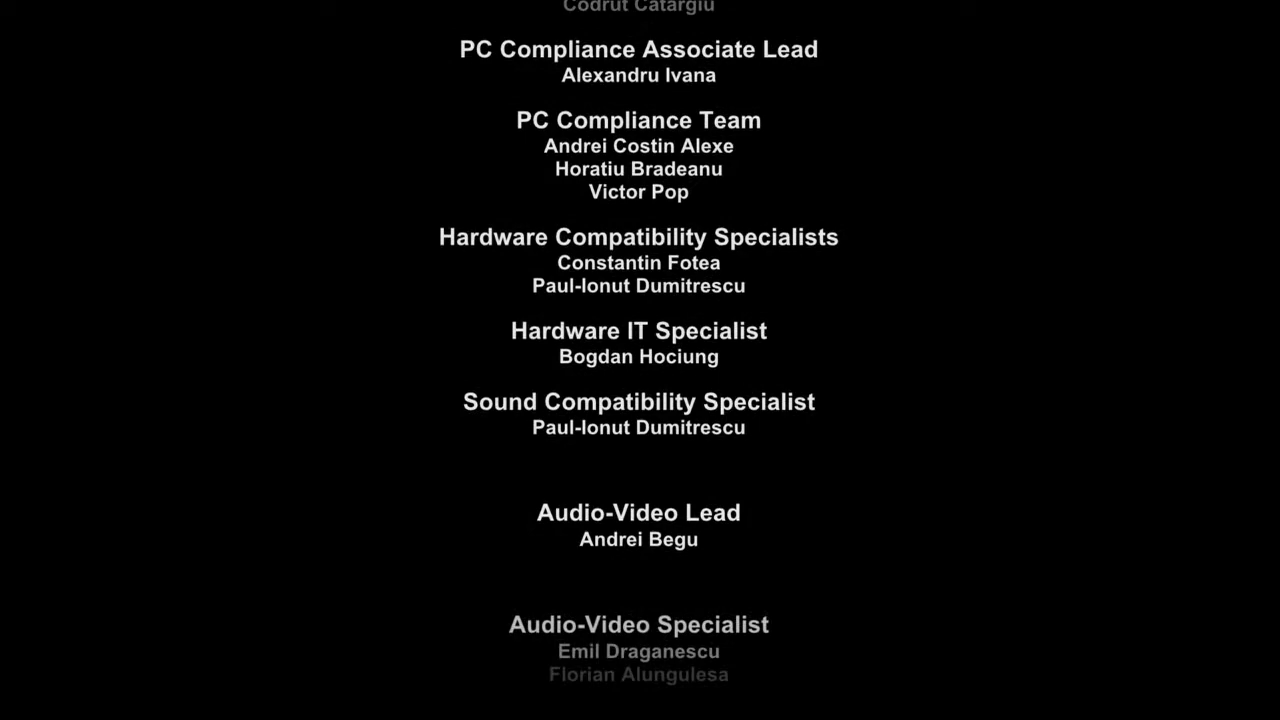 Codrut Catargiu
PC Compliance Associate Lead
Alexandru Ivana
PC Compliance Team
Andrei Costin Alexe
Horatiu Bradeanu
Victor Pop
Hardware Compatibility Specialists
Constantin Fotea
Paul-Ionut Dumitrescu
Hardware IT Specialist
Bogdan Hociung
Sound Compatibility Specialist
Paul-Ionut Dumitrescu
Audio-Video Lead
Andrei Begu
Audio-Video Specialist
Emil Draganescu
Florian Alungulesa